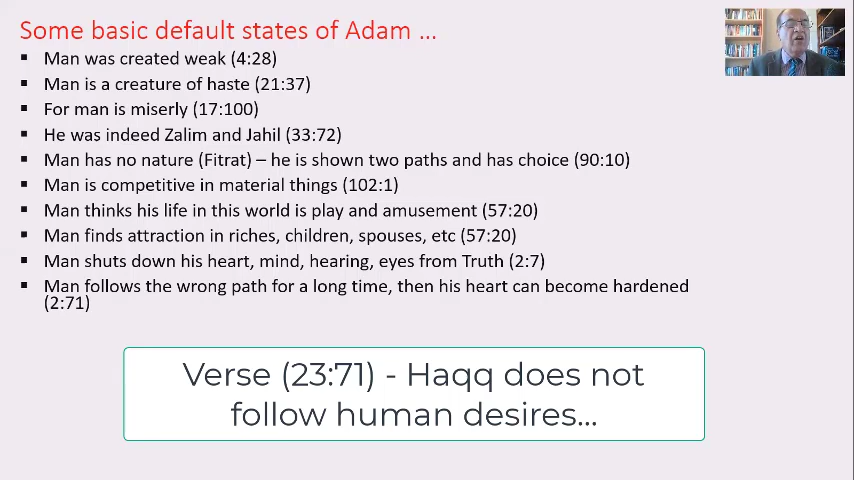 Some basic default states of Adam ...
▪ Man was created weak (4:28)
▪ Man is a creature of haste (21:37)
▪ For man is miserly (17:100)
▪ He was indeed Zalim and Jahil (33:72)
▪ Man has no nature (Fitrat) – he is shown two paths and has choice (90:10)
▪ Man is competitive in material things (102:1)
▪ Man thinks his life in this world is play and amusement (57:20)
▪ Man finds attraction in riches, children, spouses, etc (57:20)
▪ Man shuts down his heart, mind, hearing, eyes from Truth (2:7)
▪ Man follows the wrong path for a long time, then his heart can become hardened
(2:71)
Verse (23:71) - Haqq does not
follow human desires...